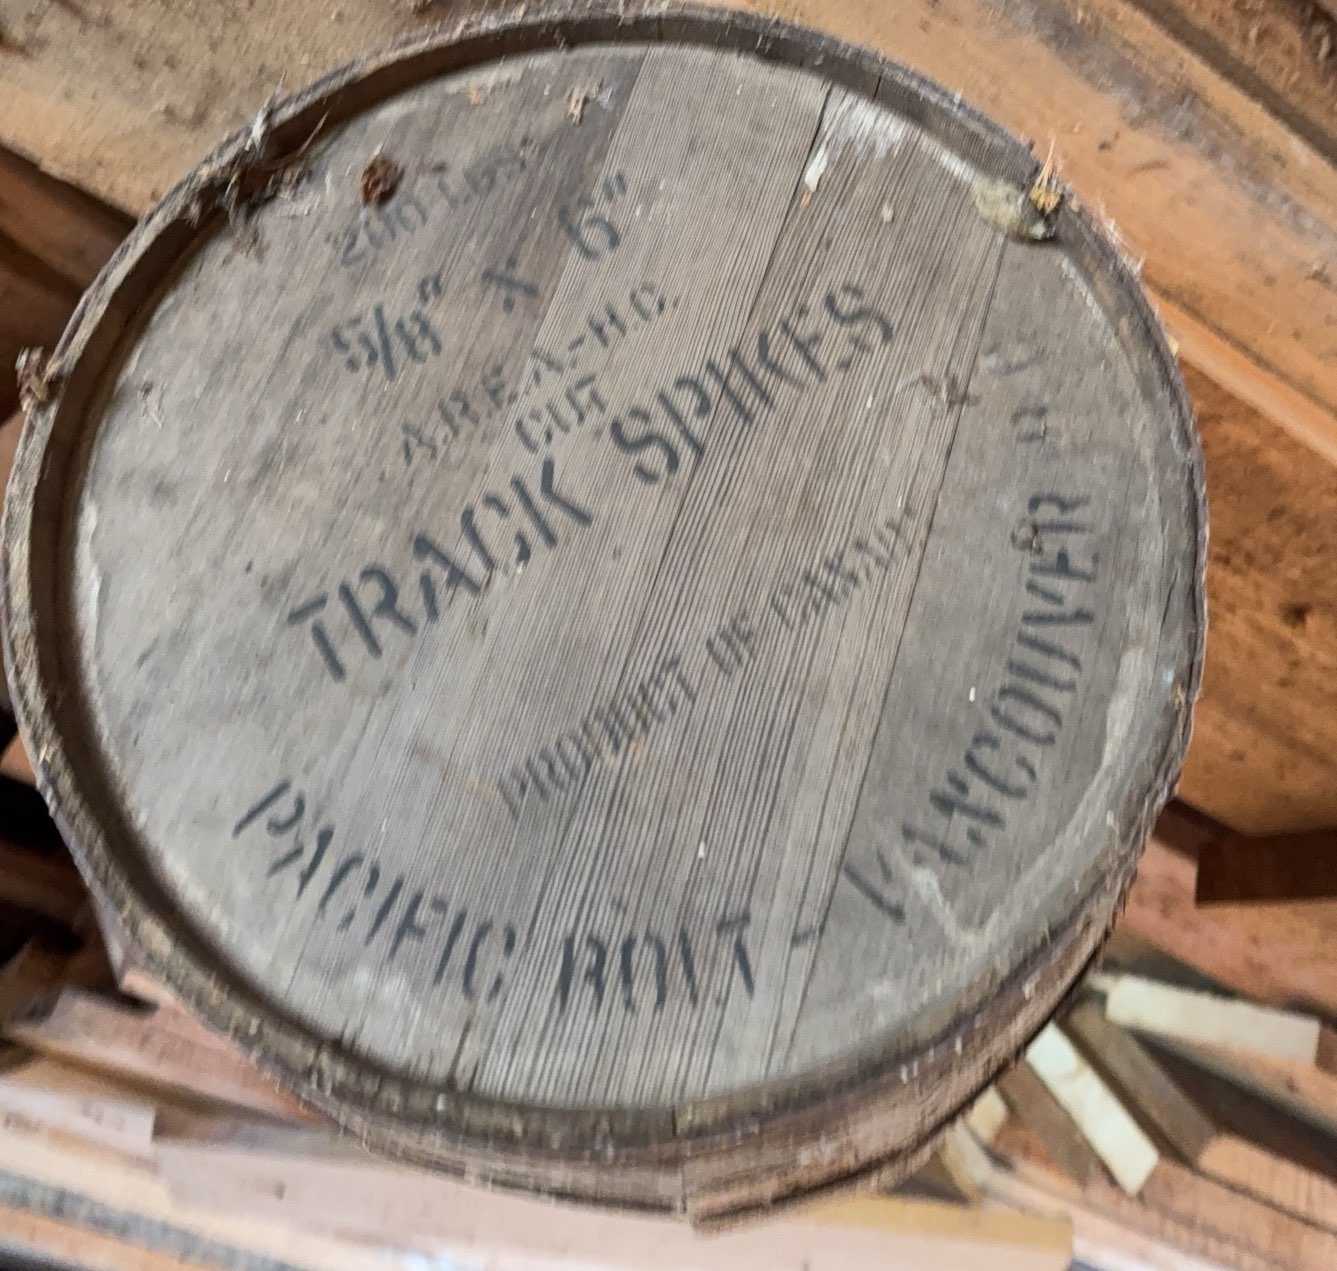 200 LBS.
5/8" X 6"
A.R.E.A.-H.C.
CUT
TRACK SPIKES
PRODUCT OF CANADA
PACIFIC BOLT - VANCOUVER B.C.